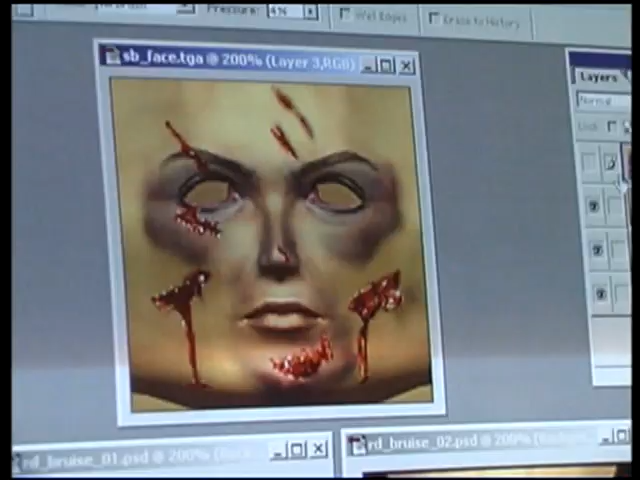 Pressure: 4%
Wet Edges
Erase to History
sb_face.tga @ 200% (Layer 3,RGB)
Layers
Normal
Lock:
rd_bruise_01.psd @ 200%
rd_bruise_02.psd @ 200%